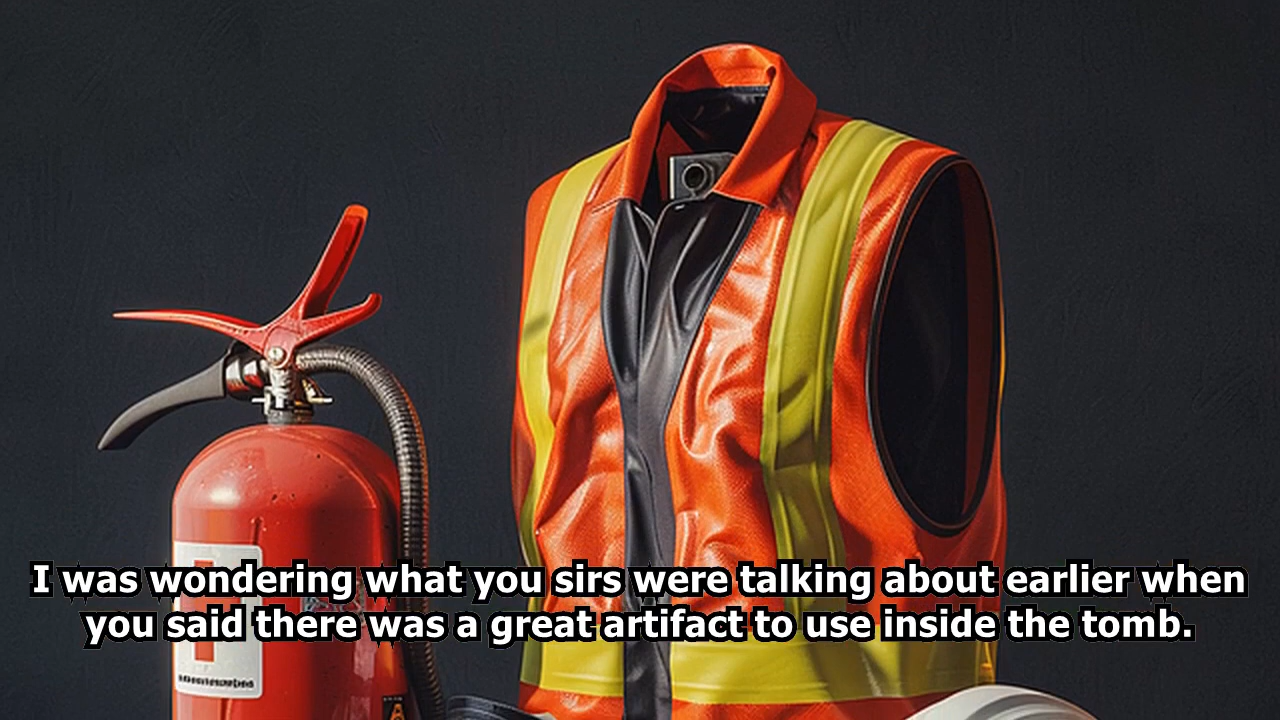 I was wondering what you sirs were talking about earlier when
you said there was a great artifact to use inside the tomb.